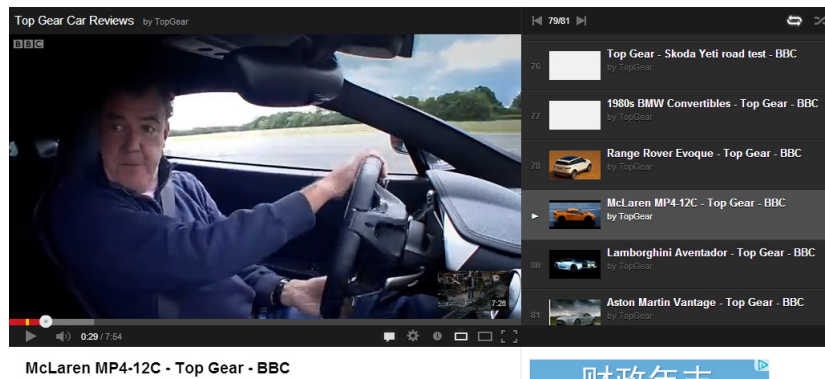 Top Gear Car Reviews by TopGear
79/81
BBC
76
Top Gear - Skoda Yeti road test - BBC
by TopGear
77
1980s BMW Convertibles - Top Gear - BBC
by TopGear
78
Range Rover Evoque - Top Gear - BBC
by TopGear
McLaren MP4-12C - Top Gear - BBC
by TopGear
80
Lamborghini Aventador - Top Gear - BBC
by TopGear
81
Aston Martin Vantage - Top Gear - BBC
by TopGear
7:28
0:29 / 7:54
McLaren MP4-12C - Top Gear - BBC